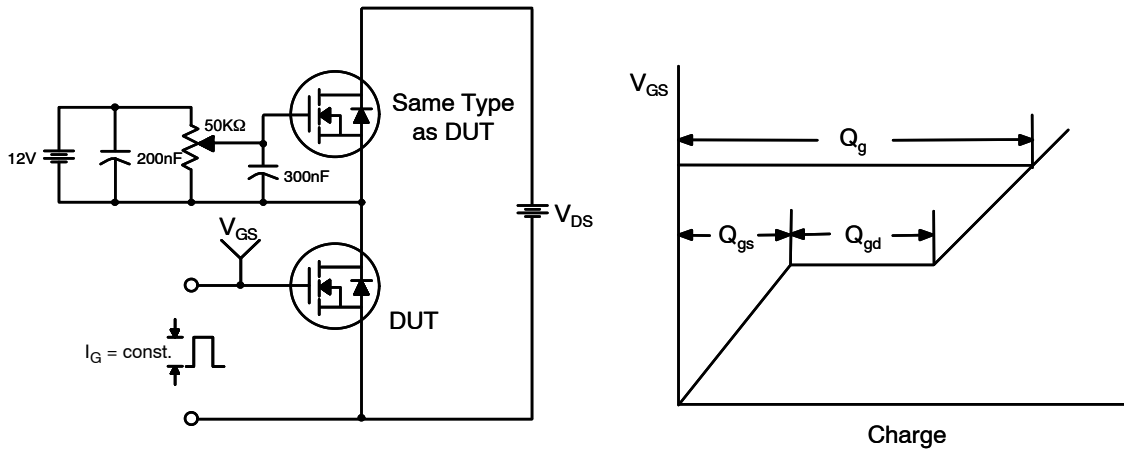 Same Type
as DUT
50KΩ
12V
200nF
300nF
V_GS
V_DS
DUT
I_G = const.
V_GS
Q_g
Q_gs
Q_gd
Charge